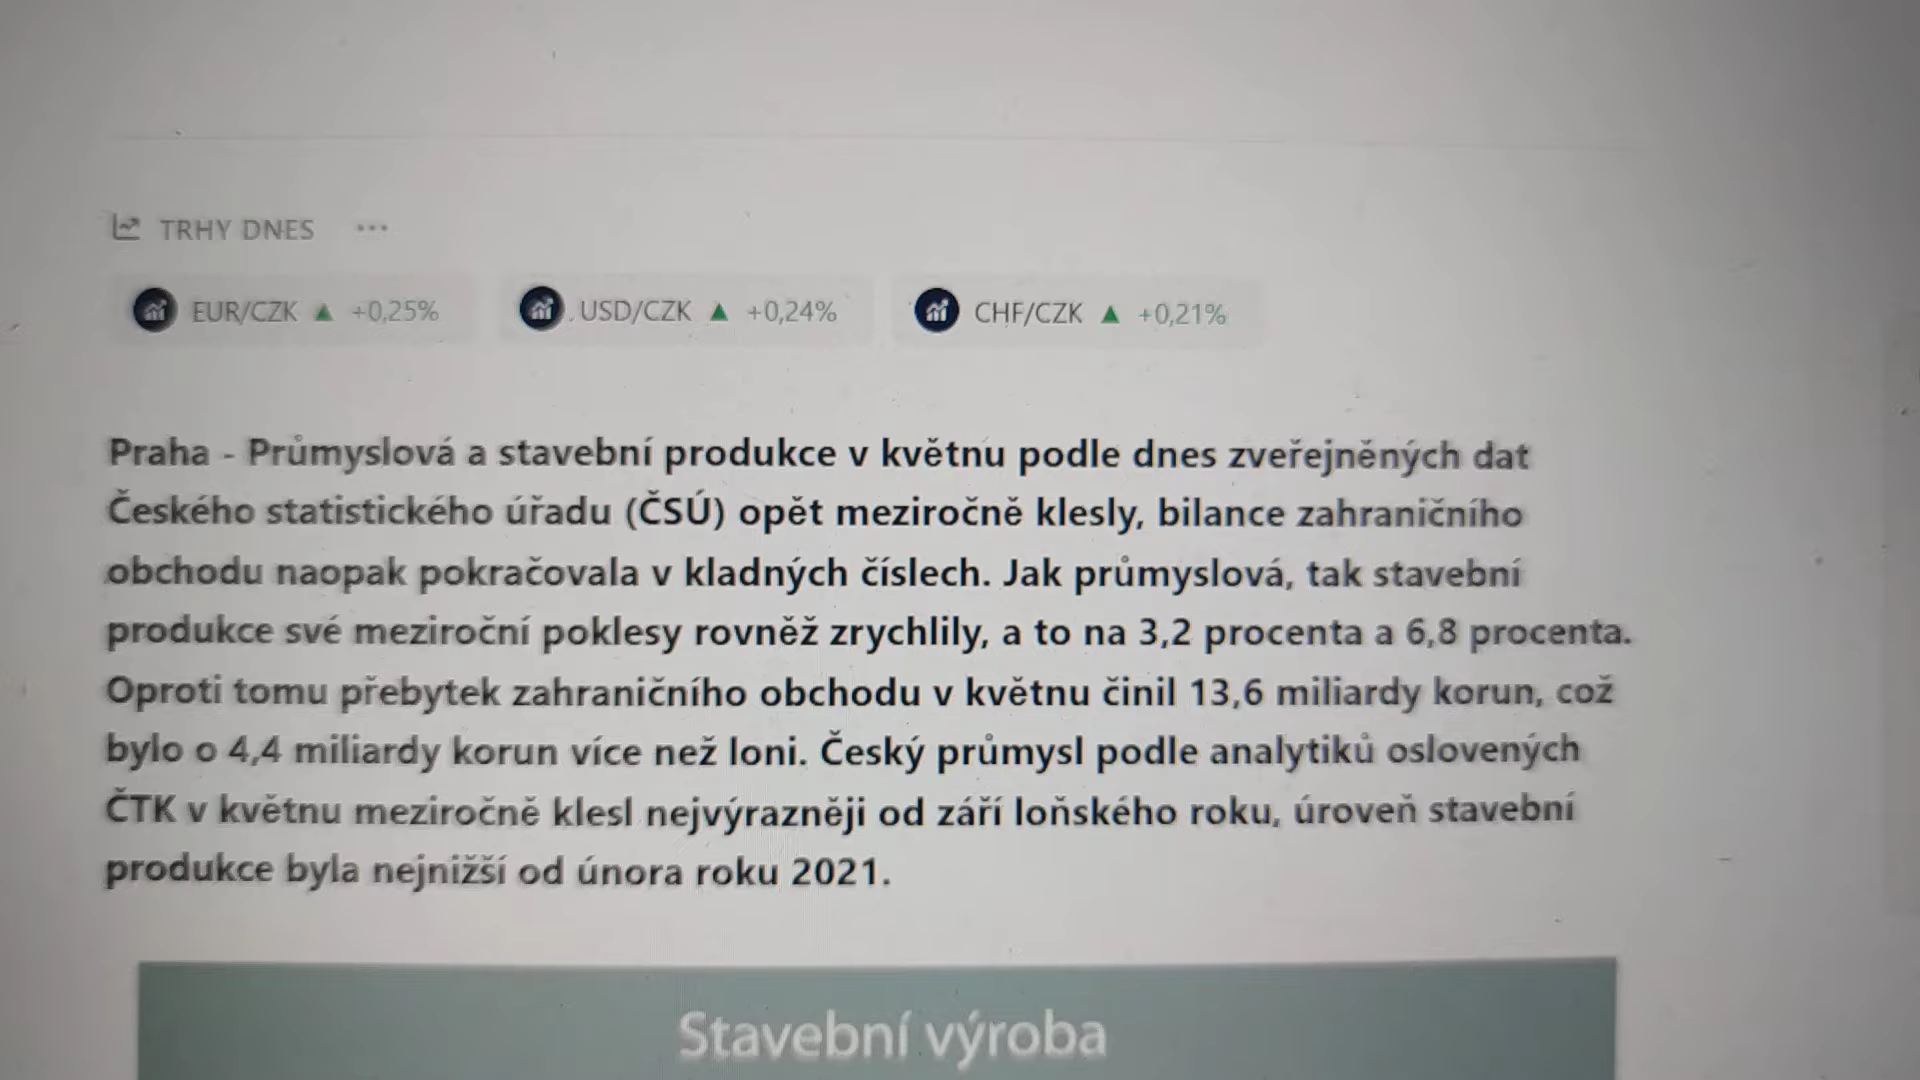 TRHY DNES ...
EUR/CZK ▲ +0,25% USD/CZK ▲ +0,24% CHF/CZK ▲ +0,21%
Praha - Průmyslová a stavební produkce v květnu podle dnes zveřejněných dat
Českého statistického úřadu (ČSÚ) opět meziročně klesly, bilance zahraničního
obchodu naopak pokračovala v kladných číslech. Jak průmyslová, tak stavební
produkce své meziroční poklesy rovněž zrychlily, a to na 3,2 procenta a 6,8 procenta.
Oproti tomu přebytek zahraničního obchodu v květnu činil 13,6 miliardy korun, což
bylo o 4,4 miliardy korun více než loni. Český průmysl podle analytiků oslovených
ČTK v květnu meziročně klesl nejvýrazněji od září loňského roku, úroveň stavební
produkce byla nejnižší od února roku 2021.
Stavební výroba